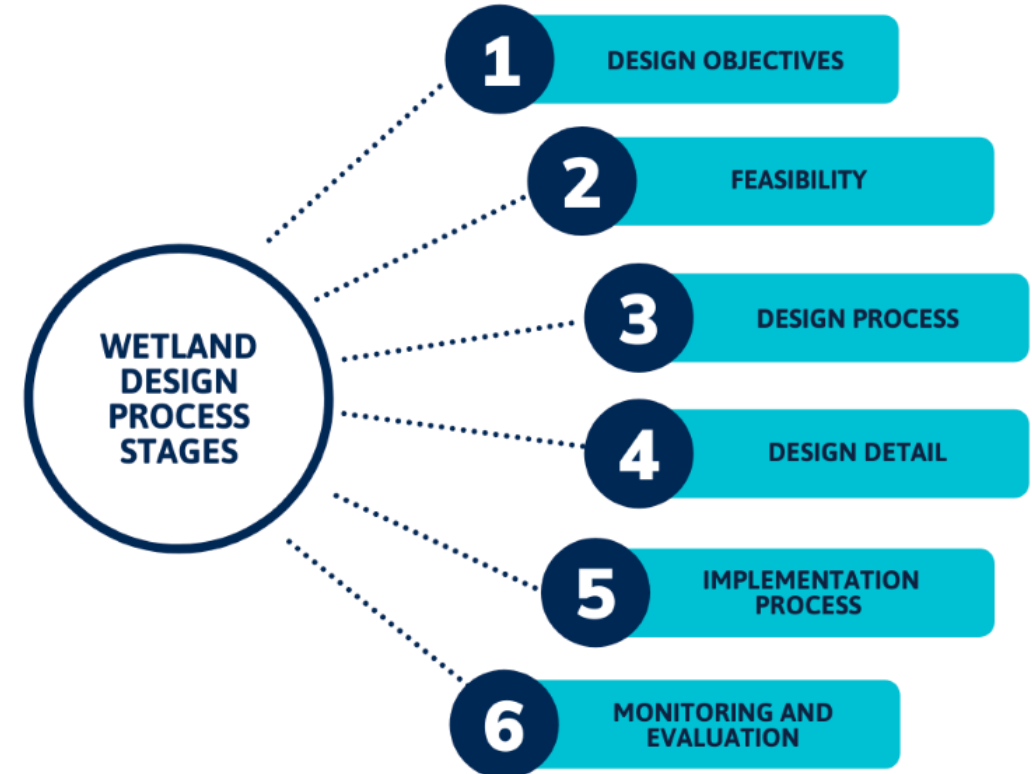 WETLAND
DESIGN
PROCESS
STAGES
1
DESIGN OBJECTIVES
2
FEASIBILITY
3
DESIGN PROCESS
4
DESIGN DETAIL
5
IMPLEMENTATION
PROCESS
6
MONITORING AND
EVALUATION